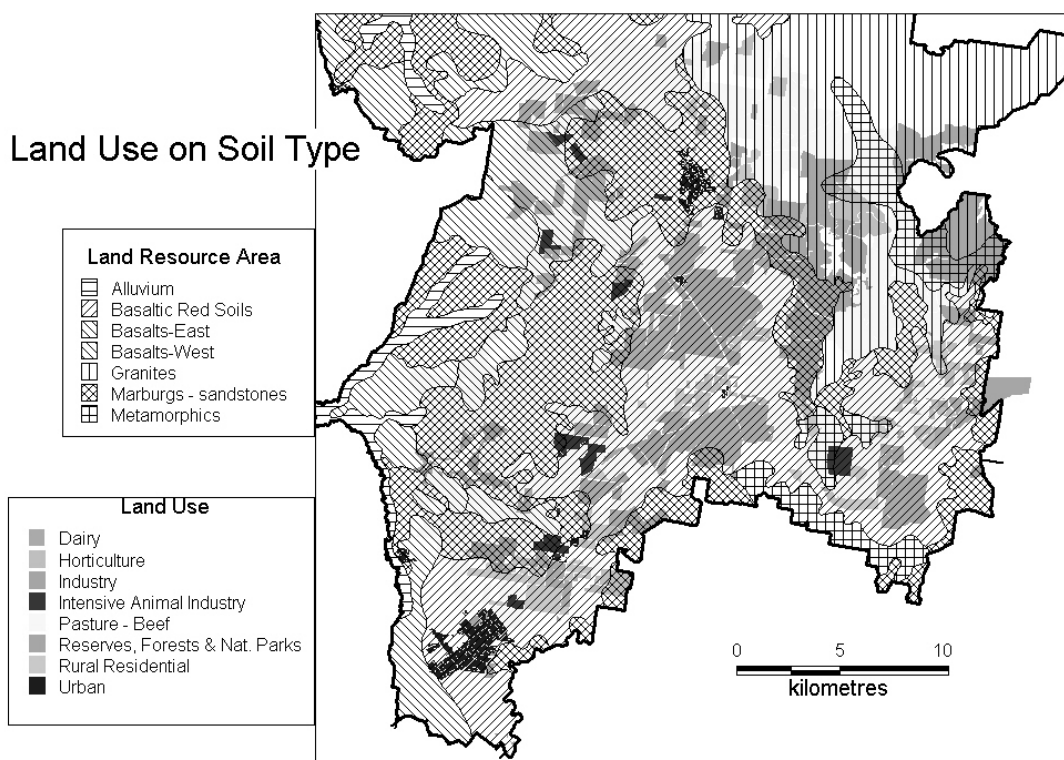 Land Use on Soil Type
Land Resource Area
Alluvium
Basaltic Red Soils
Basalts-East
Basalts-West
Granites
Marburgs - sandstones
Metamorphics
Land Use
Dairy
Horticulture
Industry
Intensive Animal Industry
Pasture - Beef
Reserves, Forests & Nat. Parks
Rural Residential
Urban
0 5 10
kilometres